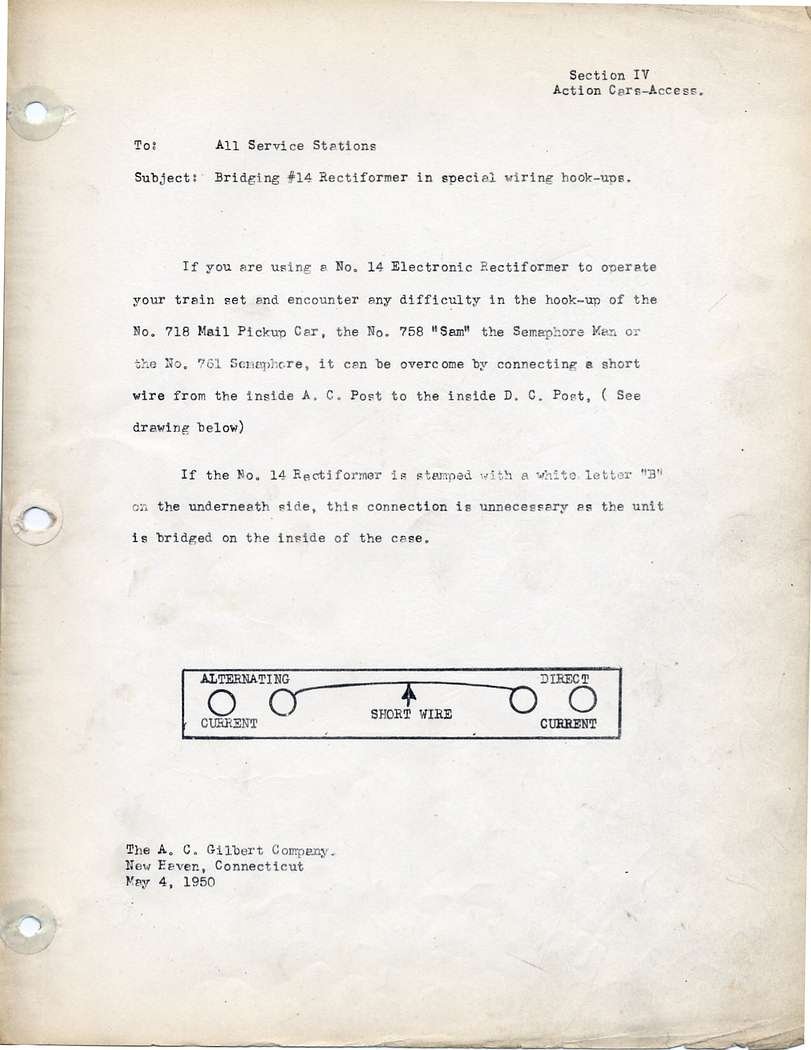 Section IV
Action Cars-Access.
To: All Service Stations
Subject: Bridging #14 Rectiformer in special wiring hook-ups.
If you are using a No. 14 Electronic Rectiformer to operate
your train set and encounter any difficulty in the hook-up of the
No. 718 Mail Pickup Car, the No. 758 "Sam" the Semaphore Man or
the No. 761 Semaphore, it can be overcome by connecting a short
wire from the inside A. C. Post to the inside D. C. Post, ( See
drawing below)
If the No. 14 Rectiformer is stamped with a white letter "B"
on the underneath side, this connection is unnecessary as the unit
is bridged on the inside of the case.
ALTERNATING DIRECT
SHORT WIRE
CURRENT CURRENT
The A. C. Gilbert Company.
New Haven, Connecticut
May 4, 1950